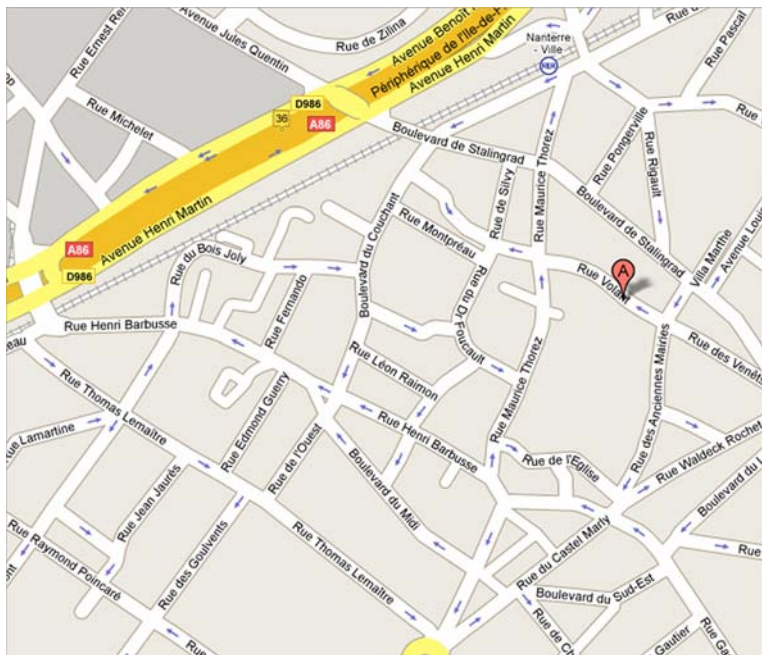 Rue de Zilina
Avenue Benoît
Avenue Jules Quentin
Périphérique de l'Ile-de-F
Avenue Henri Martin
Nanterre -
Ville
RER
Rue Pascal
Rue Ernest Ren
Rue Michelet
D986
36
A86
Boulevard de Stalingrad
Rue Maurice Thorez
Rue Pongerville
Rue Rigault
Rue de Silvy
Rue Montpréau
Boulevard du Couchant
Boulevard de Stalingrad
Villa Marthe
Avenue Louis
Avenue Henri Martin
A86
D986
Rue du Bois Joly
A
Rue Fernando
Rue du Dr Foucault
Rue Henri Barbusse
Rue des Anciennes Mairies
Rue Léon Raimon
Rue Maurice Thorez
Rue Thomas Lemaître
Rue Edmond Guerry
Rue Lamartine
Rue de l'Ouest
Rue Henri Barbusse
Rue de l'Eglise
Rue Waldeck Rochet
Boulevard du L
Boulevard du Midi
Rue Jean Jaurès
Rue des Goulvents
Rue Raymond Poincaré
Rue Thomas Lemaître
Rue du Castel Marly
Boulevard du Sud-Est
Rue de Ch
Gautier
Rue Ga